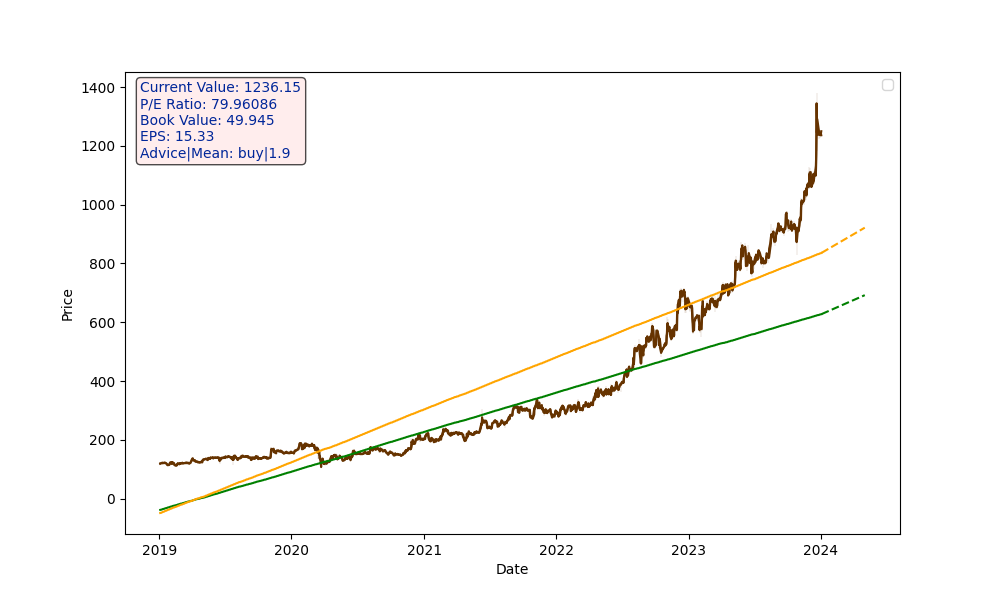 Current Value: 1236.15
P/E Ratio: 79.96086
Book Value: 49.945
EPS: 15.33
Advice|Mean: buy|1.9
1400
1200
1000
800
600
400
200
0
Price
2019 2020 2021 2022 2023 2024
Date